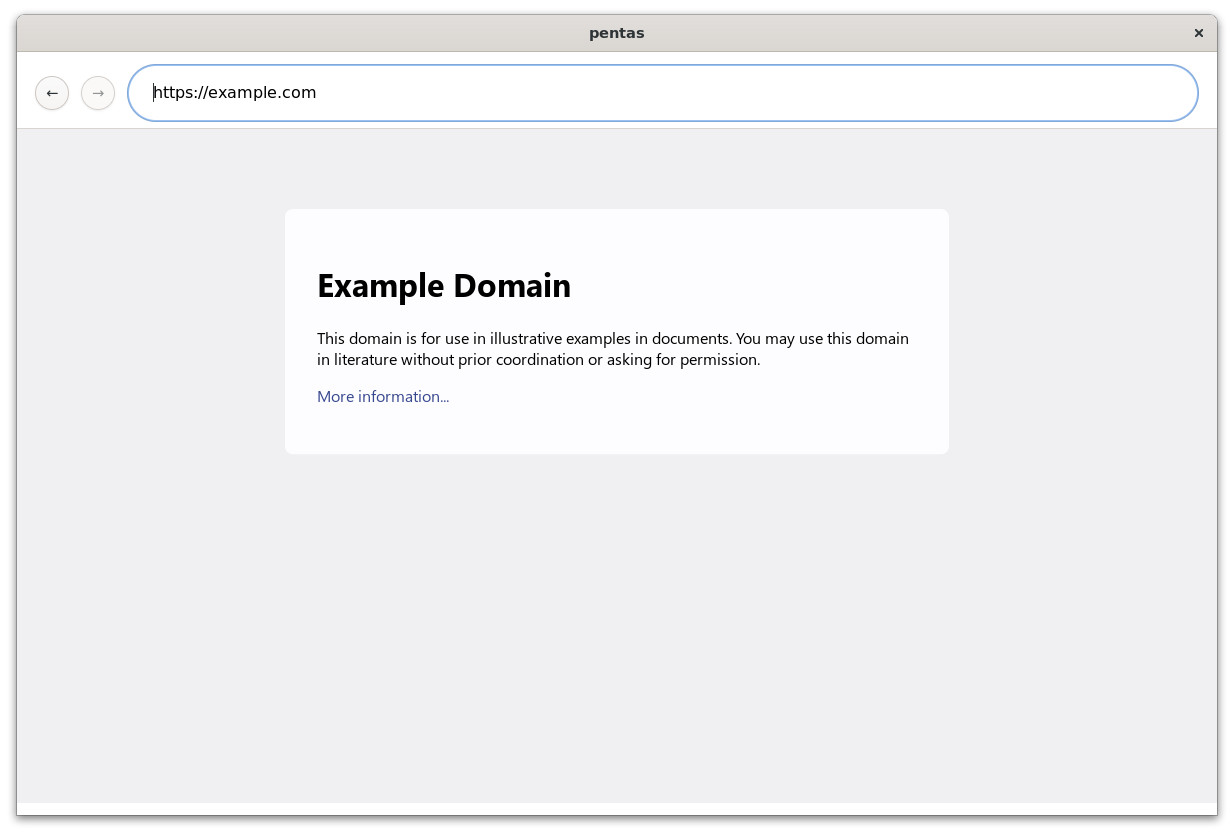 pentas
×
← → https://example.com
Example Domain
This domain is for use in illustrative examples in documents. You may use this domain
in literature without prior coordination or asking for permission.
More information...